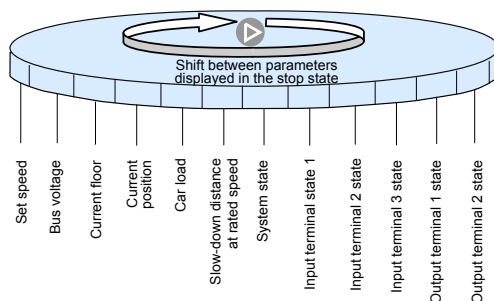 Shift between parameters
displayed in the stop state
Set speed
Bus voltage
Current floor
Current
position
Car load
Slow-down distance
at rated speed
System state
Input terminal state 1
Input terminal 2 state
Input terminal 3 state
Output terminal 1 state
Output terminal 2 state